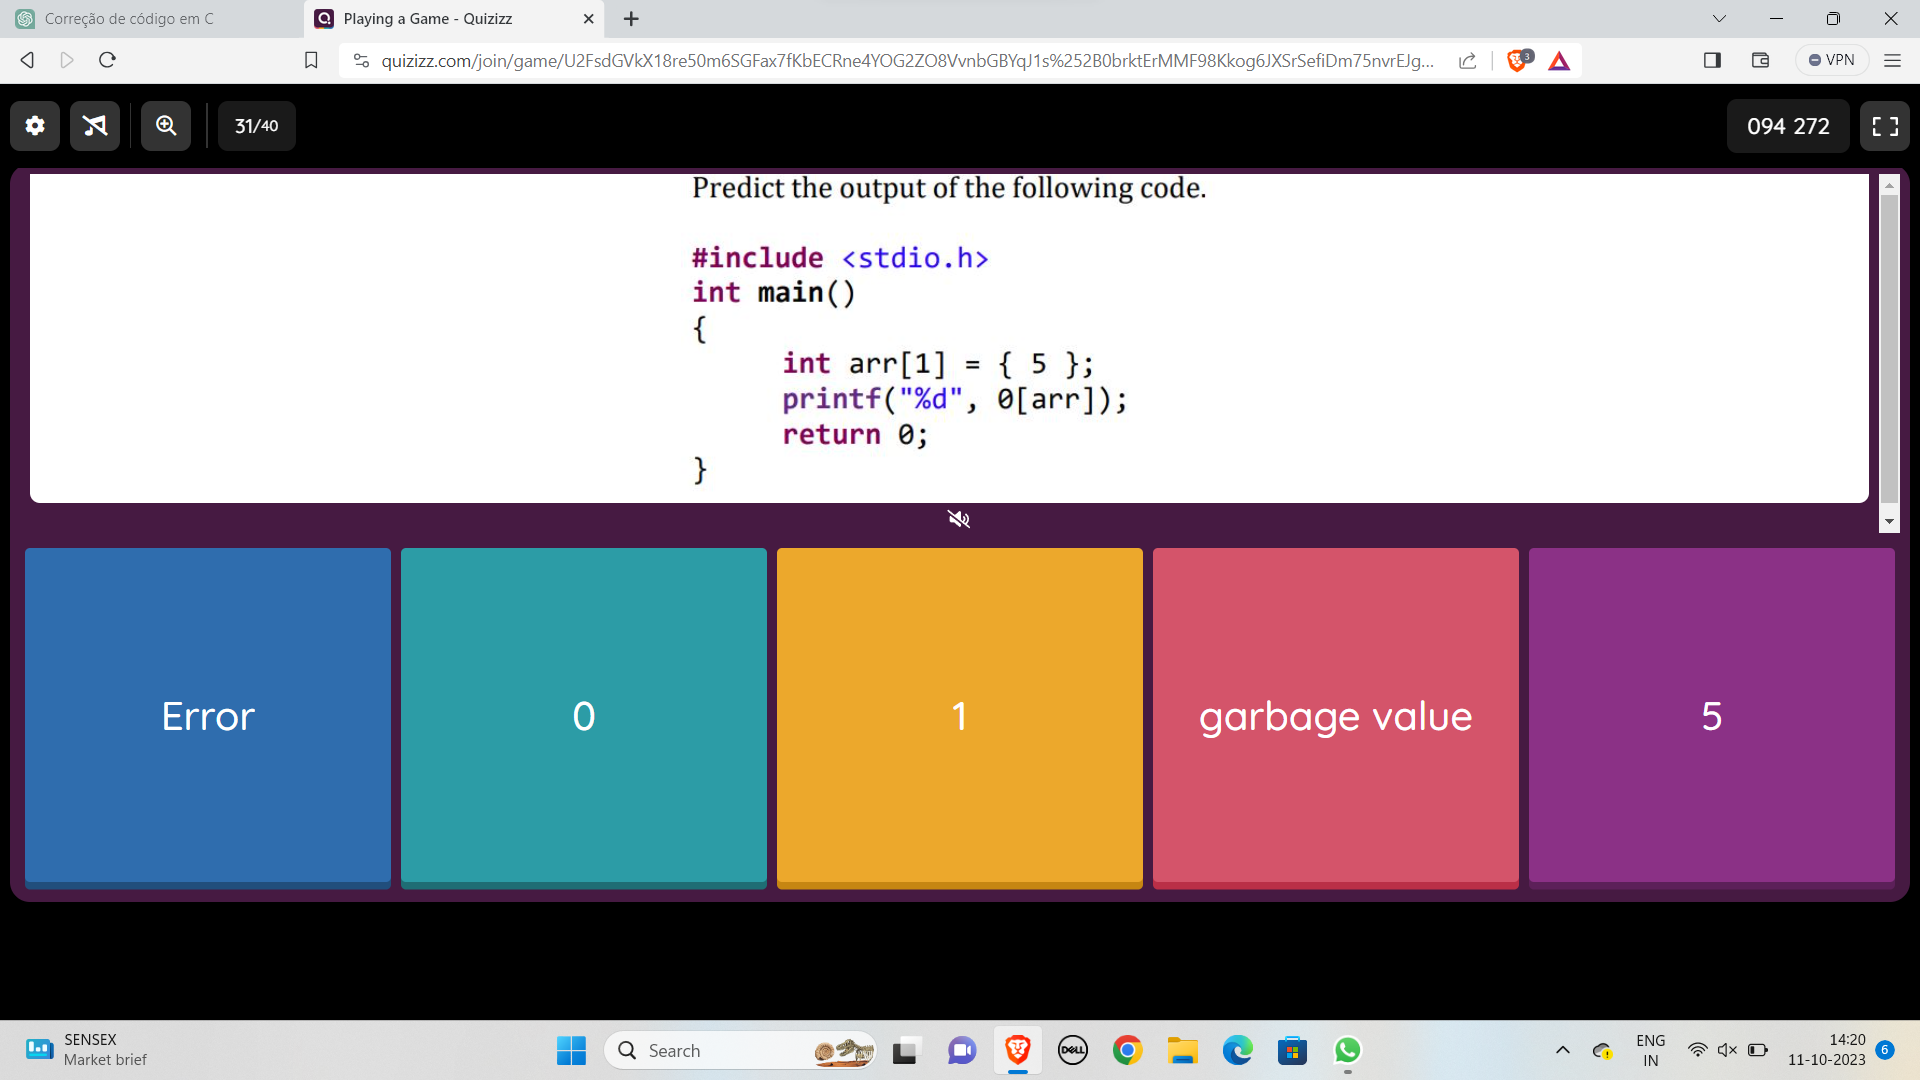 Correção de código em C
Playing a Game - Quizizz
quizizz.com/join/game/U2FsdGVkX18re50m6SGFax7fKbECRne4YOG2ZO8VvnbGBYqJ1s%252B0brktErMMF98Kkog6JXSrSefiDm75nvrEJg...
3
VPN
31/40
094 272
Predict the output of the following code.
#include <stdio.h>
int main()
{
int arr[1] = { 5 };
printf("%d", 0[arr]);
return 0;
}
Error
0
1
garbage value
5
SENSEX
Market brief
Search
DELL
ENG
IN
14:20
11-10-2023
6